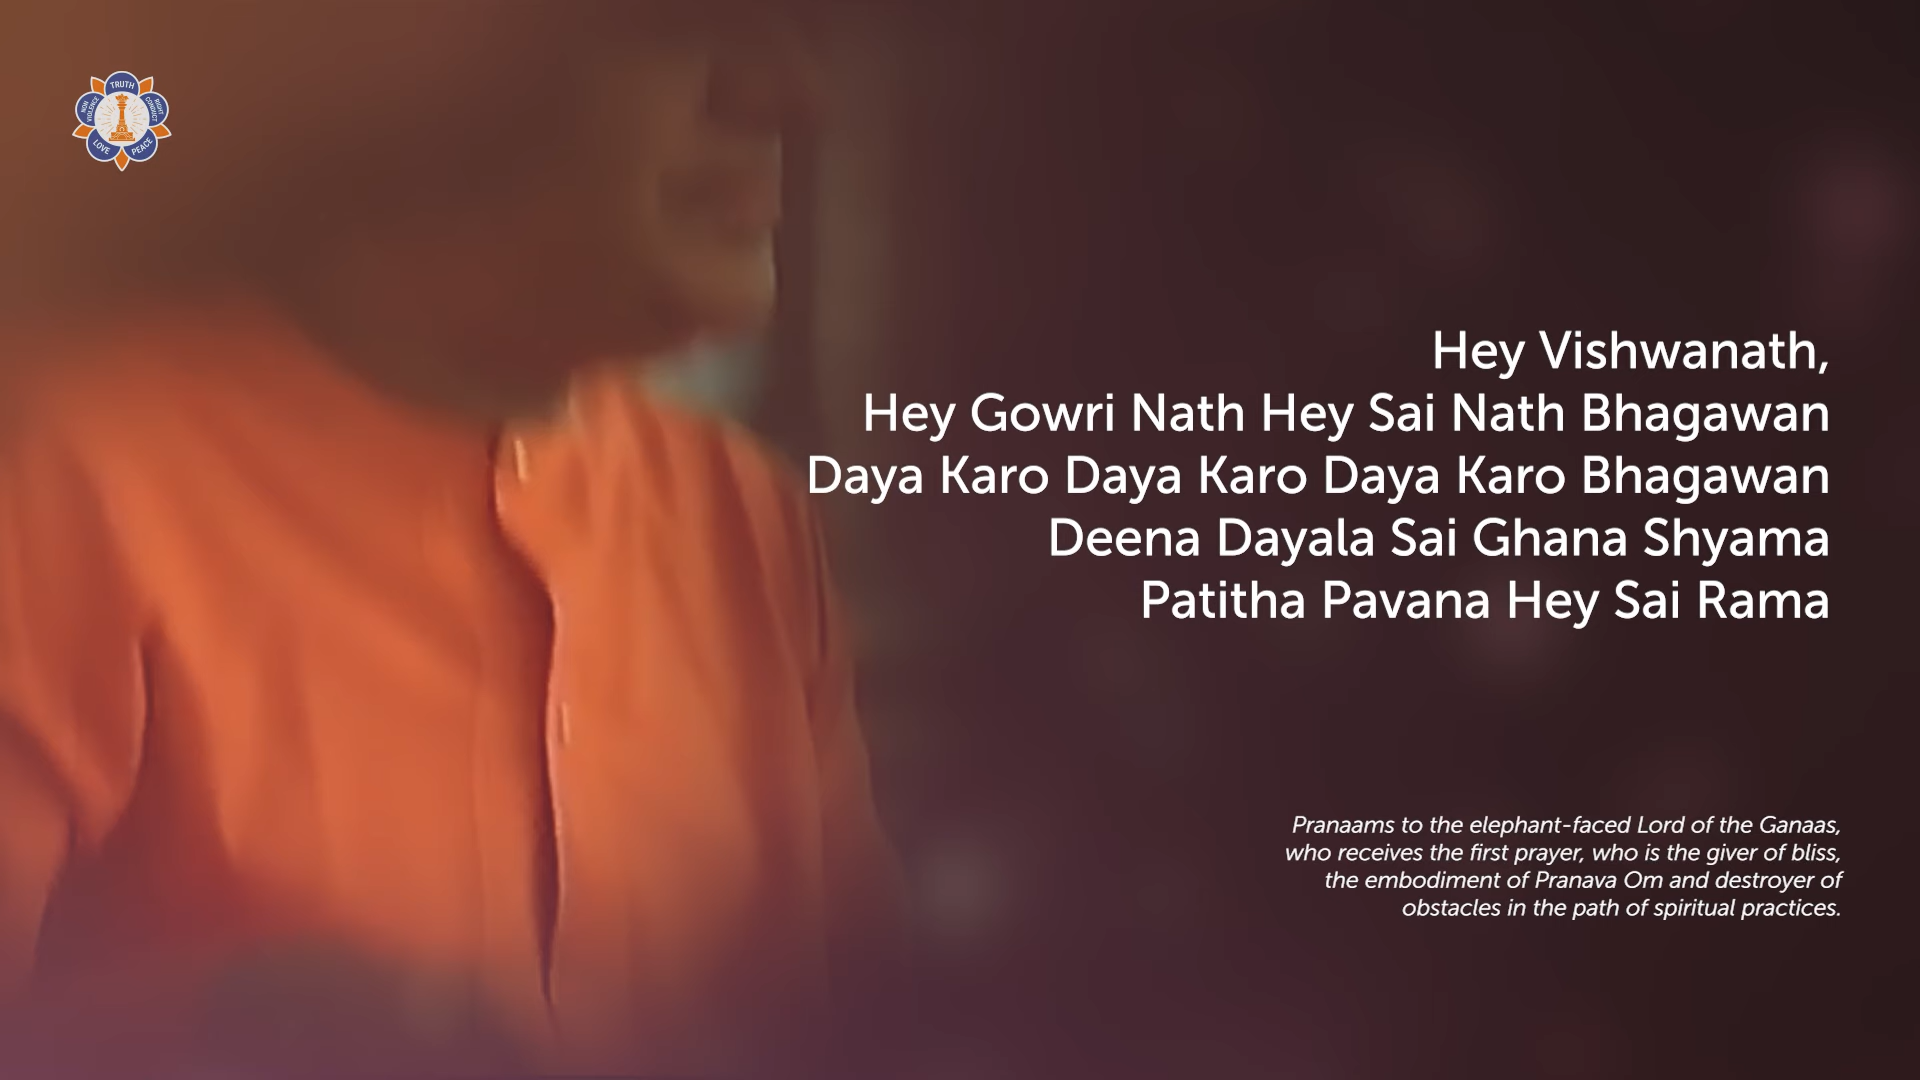 TRUTH
NON VIOLENCE
RIGHT CONDUCT
LOVE
PEACE
Hey Vishwanath,
Hey Gowri Nath Hey Sai Nath Bhagawan
Daya Karo Daya Karo Daya Karo Bhagawan
Deena Dayala Sai Ghana Shyama
Patitha Pavana Hey Sai Rama
Pranaams to the elephant-faced Lord of the Ganaas,
who receives the first prayer, who is the giver of bliss,
the embodiment of Pranava Om and destroyer of
obstacles in the path of spiritual practices.